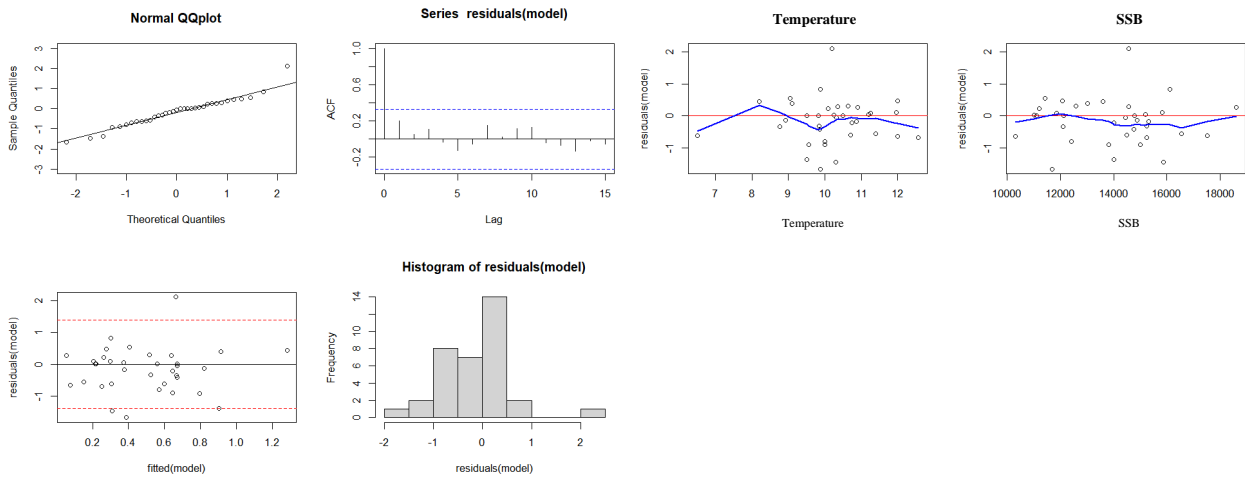 Normal QQplot
Sample Quantiles
3
2
1
0
-1
-2
-3
-2 -1 0 1 2
Theoretical Quantiles
Series residuals(model)
ACF
1.0
0.6
0.2
-0.2
0 5 10 15
Lag
Temperature
residuals(model)
2
1
0
-1
7 8 9 10 11 12
Temperature
SSB
residuals(model)
2
1
0
-1
10000 12000 14000 16000 18000
SSB
residuals(model)
2
1
0
-1
0.2 0.4 0.6 0.8 1.0 1.2
fitted(model)
Histogram of residuals(model)
Frequency
14
8
6
4
2
0
-2 -1 0 1 2
residuals(model)